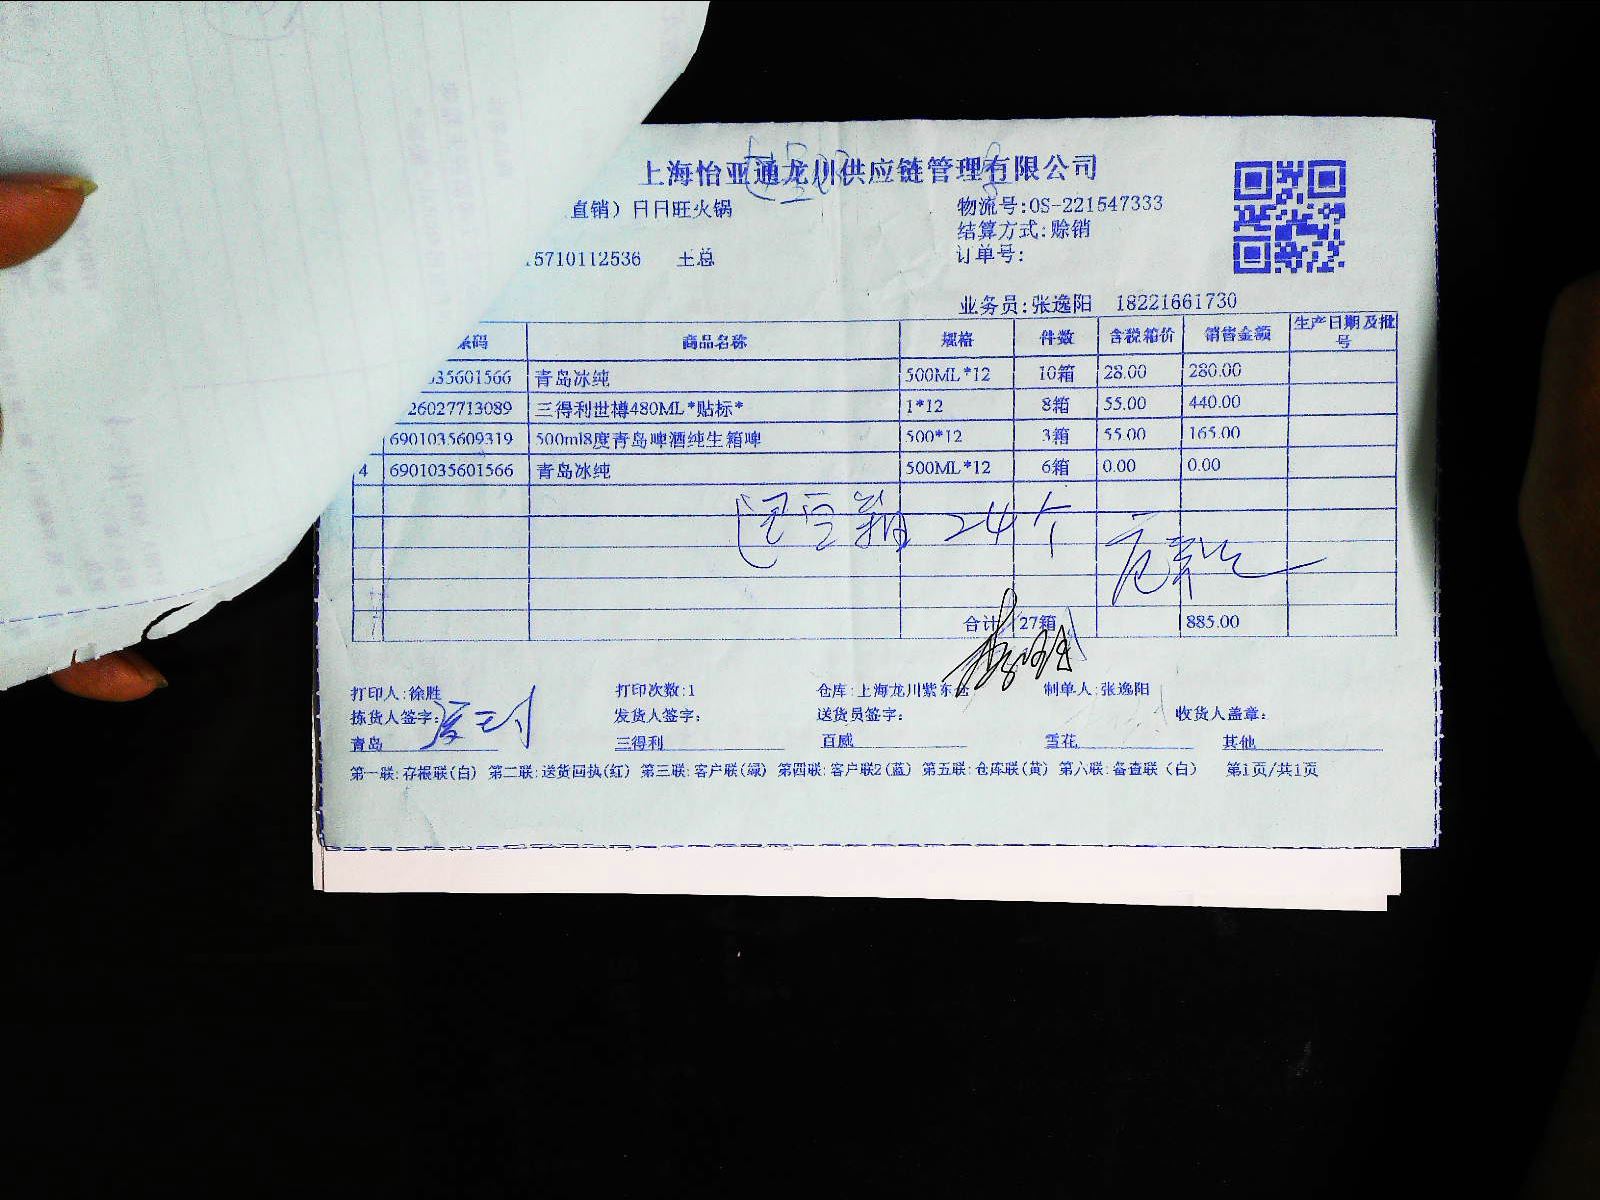 上海怡亚通龙川供应链管理有限公司
直销）日日旺火锅 物流号:OS-221547333
结算方式:赊销
5710112536 王总 订单号:
业务员:张逸阳 18221661730
条码 商品名称 规格 件数 含税箱价 销售金额 生产日期及批号
35601566 青岛冰纯 500ML*12 10箱 28.00 280.00
26027713089 三得利世樽480ML*贴标* 1*12 8箱 55.00 440.00
6901035609319 500ml8度青岛啤酒纯生箱啤 500*12 3箱 55.00 165.00
4 6901035601566 青岛冰纯 500ML*12 6箱 0.00 0.00
24个
合计 27箱 885.00
打印人:徐胜 打印次数:1 仓库:上海龙川紫东仓 制单人:张逸阳
拣货人签字: 发货人签字: 送货员签字: 收货人盖章:
青岛 三得利 百威 雪花 其他
第一联:存根联(白) 第二联:送货回执(红) 第三联:客户联(绿) 第四联:客户联2(蓝) 第五联:仓库联(黄) 第六联:备查联（白） 第1页/共1页